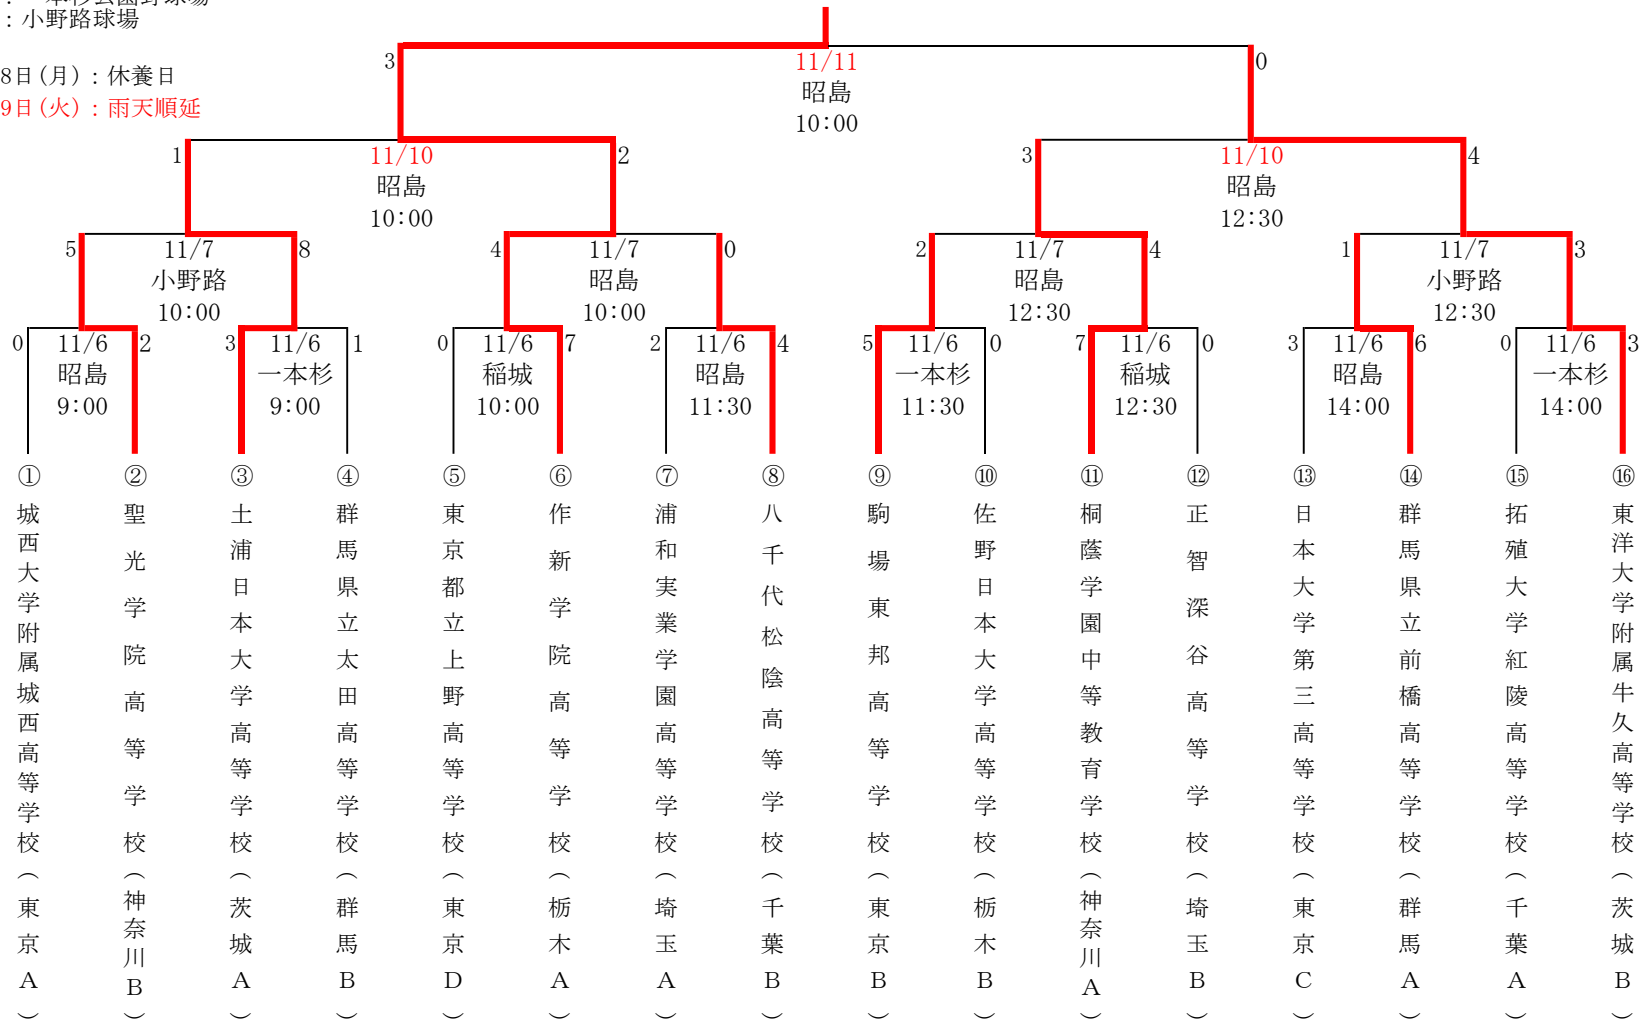 ：小野路球場
8日(月)：休養日
9日(火)：雨天順延
3
11/11
昭島
10:00
0
1
11/10
昭島
10:00
2
3
11/10
昭島
12:30
4
5
11/7
小野路
10:00
8
4
11/7
昭島
10:00
0
2
11/7
昭島
12:30
4
1
11/7
小野路
12:30
3
0
11/6
昭島
9:00
2
3
11/6
一本杉
9:00
1
0
11/6
稲城
10:00
7
2
11/6
昭島
11:30
4
5
11/6
一本杉
11:30
0
7
11/6
稲城
12:30
0
3
11/6
昭島
14:00
6
0
11/6
一本杉
14:00
3
①
城西大学附属城西高等学校（東京A）
②
聖光学院高等学校（神奈川B）
③
土浦日本大学高等学校（茨城A）
④
群馬県立太田高等学校（群馬B）
⑤
東京都立上野高等学校（東京D）
⑥
作新学院高等学校（栃木A）
⑦
浦和実業学園高等学校（埼玉A）
⑧
八千代松陰高等学校（千葉B）
⑨
駒場東邦高等学校（東京B）
⑩
佐野日本大学高等学校（栃木B）
⑪
桐蔭学園中等教育学校（神奈川A）
⑫
正智深谷高等学校（埼玉B）
⑬
日本大学第三高等学校（東京C）
⑭
群馬県立前橋高等学校（群馬A）
⑮
拓殖大学紅陵高等学校（千葉A）
⑯
東洋大学附属牛久高等学校（茨城B）